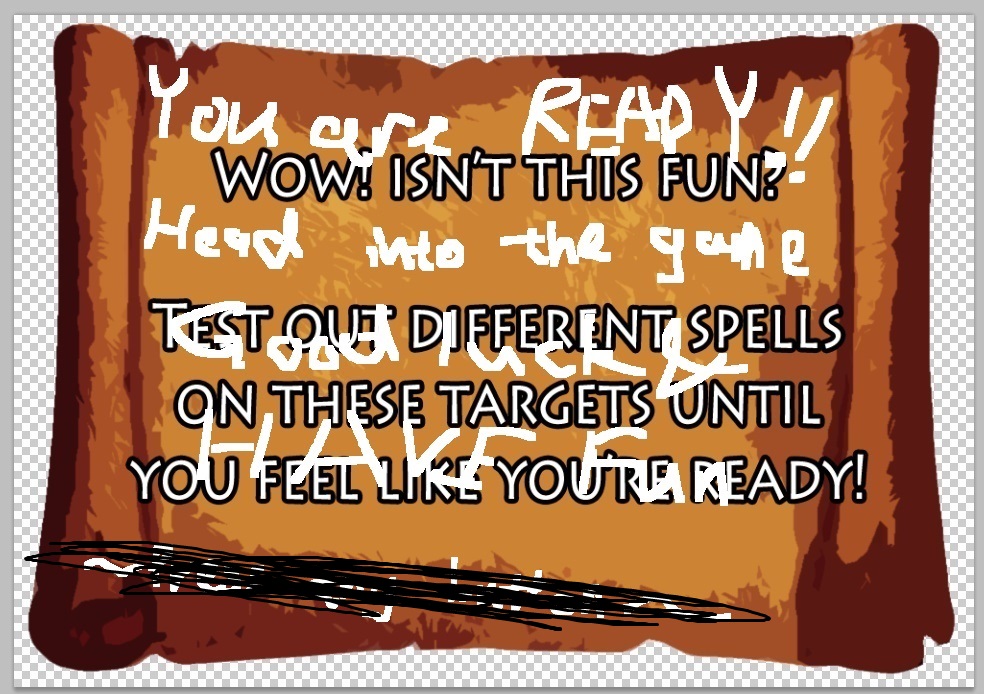 You are READY!!
WOW! ISN'T THIS FUN?
Head into the game
TEST OUT DIFFERENT SPELLS
Good luck &
ON THESE TARGETS UNTIL
HAVE Fun
YOU FEEL LIKE YOU'RE READY!